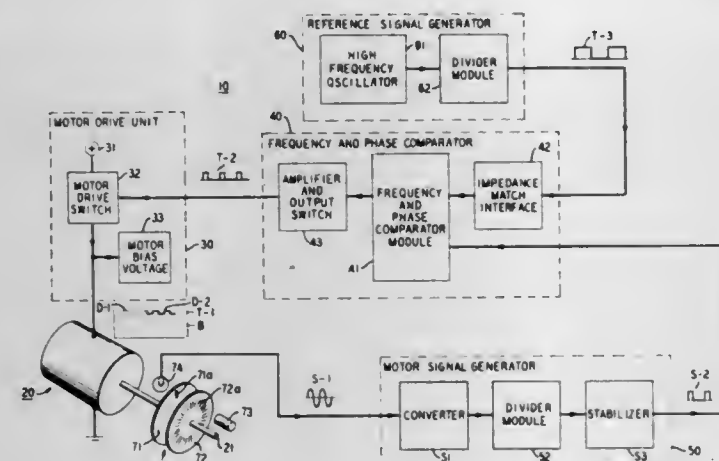 REFERENCE SIGNAL GENERATOR
60
HIGH
FREQUENCY
OSCILLATOR
61
DIVIDER
MODULE
62
T-3
10
MOTOR DRIVE UNIT
31
MOTOR
DRIVE
SWITCH
32
33
MOTOR
BIAS
VOLTAGE
30
T-2
40
FREQUENCY AND PHASE COMPARATOR
AMPLIFIER
AND
OUTPUT
SWITCH
43
FREQUENCY
AND
PHASE
COMPARATOR
MODULE
41
42
IMPEDANCE
MATCH
INTERFACE
D-1
D-2
T-1
B
20
74
71a
72a
73
71
72
21
S-1
MOTOR SIGNAL GENERATOR
CONVERTER
51
DIVIDER
MODULE
52
STABILIZER
53
50
S-2